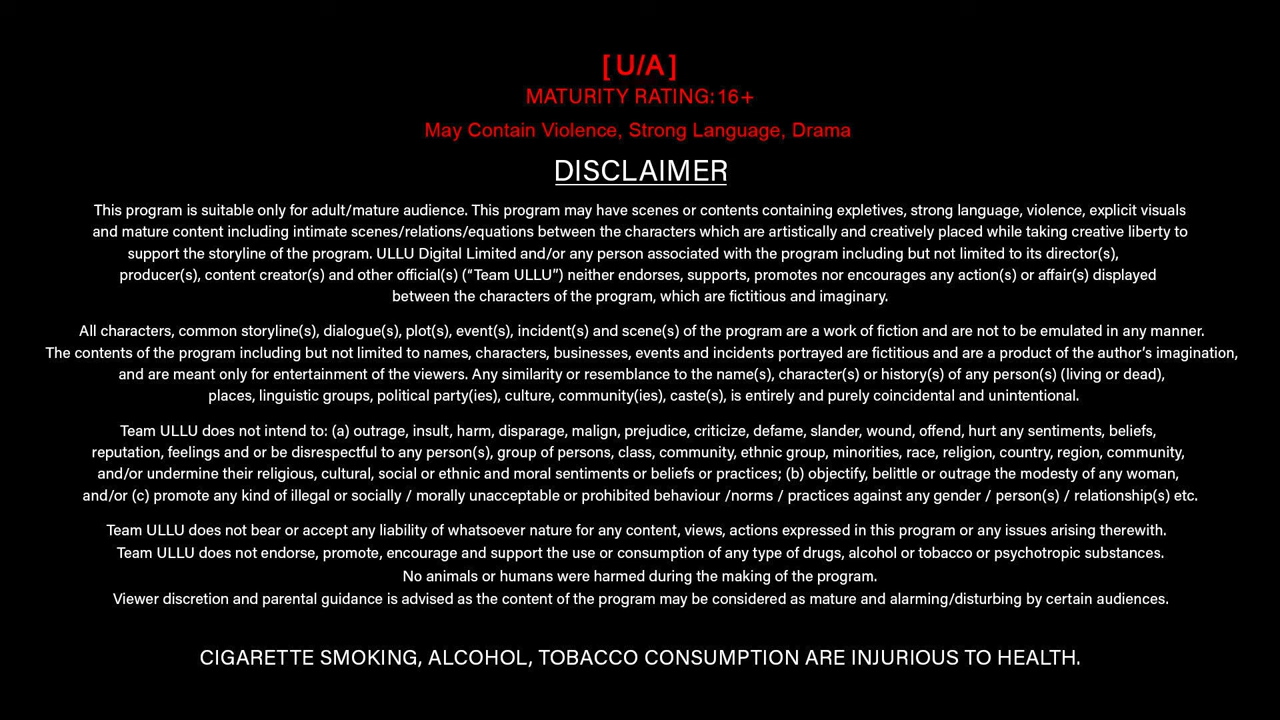 [ U/A ]
MATURITY RATING: 16+
May Contain Violence, Strong Language, Drama
DISCLAIMER
This program is suitable only for adult/mature audience. This program may have scenes or contents containing expletives, strong language, violence, explicit visuals
and mature content including intimate scenes/relations/equations between the characters which are artistically and creatively placed while taking creative liberty to
support the storyline of the program. ULLU Digital Limited and/or any person associated with the program including but not limited to its director(s),
producer(s), content creator(s) and other official(s) (“Team ULLU”) neither endorses, supports, promotes nor encourages any action(s) or affair(s) displayed
between the characters of the program, which are fictitious and imaginary.
All characters, common storyline(s), dialogue(s), plot(s), event(s), incident(s) and scene(s) of the program are a work of fiction and are not to be emulated in any manner.
The contents of the program including but not limited to names, characters, businesses, events and incidents portrayed are fictitious and are a product of the author’s imagination,
and are meant only for entertainment of the viewers. Any similarity or resemblance to the name(s), character(s) or history(s) of any person(s) (living or dead),
places, linguistic groups, political party(ies), culture, community(ies), caste(s), is entirely and purely coincidental and unintentional.
Team ULLU does not intend to: (a) outrage, insult, harm, disparage, malign, prejudice, criticize, defame, slander, wound, offend, hurt any sentiments, beliefs,
reputation, feelings and or be disrespectful to any person(s), group of persons, class, community, ethnic group, minorities, race, religion, country, region, community,
and/or undermine their religious, cultural, social or ethnic and moral sentiments or beliefs or practices; (b) objectify, belittle or outrage the modesty of any woman,
and/or (c) promote any kind of illegal or socially / morally unacceptable or prohibited behaviour /norms / practices against any gender / person(s) / relationship(s) etc.
Team ULLU does not bear or accept any liability of whatsoever nature for any content, views, actions expressed in this program or any issues arising therewith.
Team ULLU does not endorse, promote, encourage and support the use or consumption of any type of drugs, alcohol or tobacco or psychotropic substances.
No animals or humans were harmed during the making of the program.
Viewer discretion and parental guidance is advised as the content of the program may be considered as mature and alarming/disturbing by certain audiences.
CIGARETTE SMOKING, ALCOHOL, TOBACCO CONSUMPTION ARE INJURIOUS TO HEALTH.